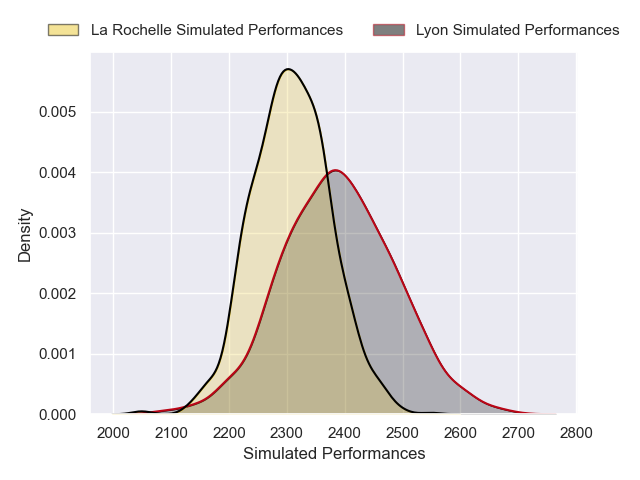 La Rochelle Simulated Performances Lyon Simulated Performances
0.005
0.004
0.003
0.002
0.001
0.000
Density
2000 2100 2200 2300 2400 2500 2600 2700 2800
Simulated Performances